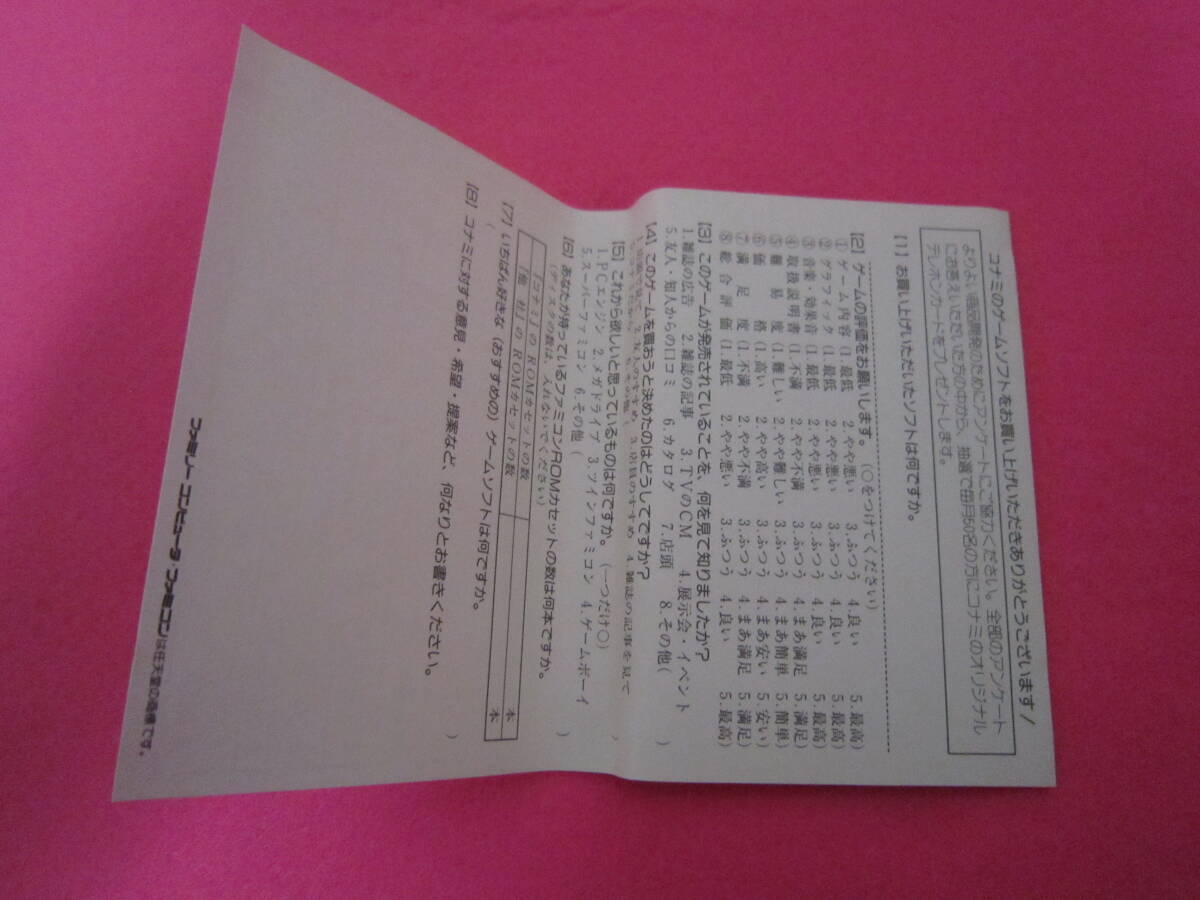 コナミのゲームソフトをお買い上げいただきありがとうございます!
よりよい商品開発のためにアンケートにご協力ください。全部のアンケート
にお答えいただいた方の中から、抽選で毎月50名の方にコナミのオリジナル
テレホンカードをプレゼントします。
【1】お買い上げいただいたソフトは何ですか。
【2】ゲームの評価をお願いします。(○をつけてください)
① ゲーム内容 (1.最低 2.やや悪い 3.ふつう 4.良い 5.最高)
② グラフィック (1.最低 2.やや悪い 3.ふつう 4.良い 5.最高)
③ 音楽・効果音 (1.最低 2.やや悪い 3.ふつう 4.良い 5.最高)
④ 取扱説明書 (1.不満 2.やや不満 3.ふつう 4.まあ満足 5.満足)
⑤ 難易度 (1.難しい 2.やや難しい 3.ふつう 4.まあ簡単 5.簡単)
⑥ 価格 (1.高い 2.やや高い 3.ふつう 4.まあ安い 5.安い)
⑦ 満足度 (1.不満 2.やや不満 3.ふつう 4.まあ満足 5.満足)
⑧ 総合評価 (1.最低 2.やや悪い 3.ふつう 4.良い 5.最高)
【3】このゲームが発売されていることを、何を見て知りましたか?
1.雑誌の広告 2.雑誌の記事 3.TVのCM 4.展示会・イベント
5.友人・知人からの口コミ 6.カタログ 7.店頭 8.その他( )
【4】このゲームを買おうと決めたのはどうしてですか?
3.店員のすすめ 4.雑誌の記事を見て
【5】これから欲しいと思っているものは何ですか。(一つだけ○)
1.PCエンジン 2.メガドライブ 3.ツインファミコン 4.ゲームボーイ
5.スーパーファミコン 6.その他( )
【6】あなたが持っているファミコンROMカセットの数は何本ですか。
(ディスクの数は、入れないでください)
『コナミ』のROMカセットの数 本
『他社』のROMカセットの数 本
【7】いちばん好きな(おすすめの)ゲームソフトは何ですか。
( )
【8】コナミに対する意見・希望・提案など、何なりとお書きください。
ファミリーコンピュータ・ファミコンは任天堂の商標です。